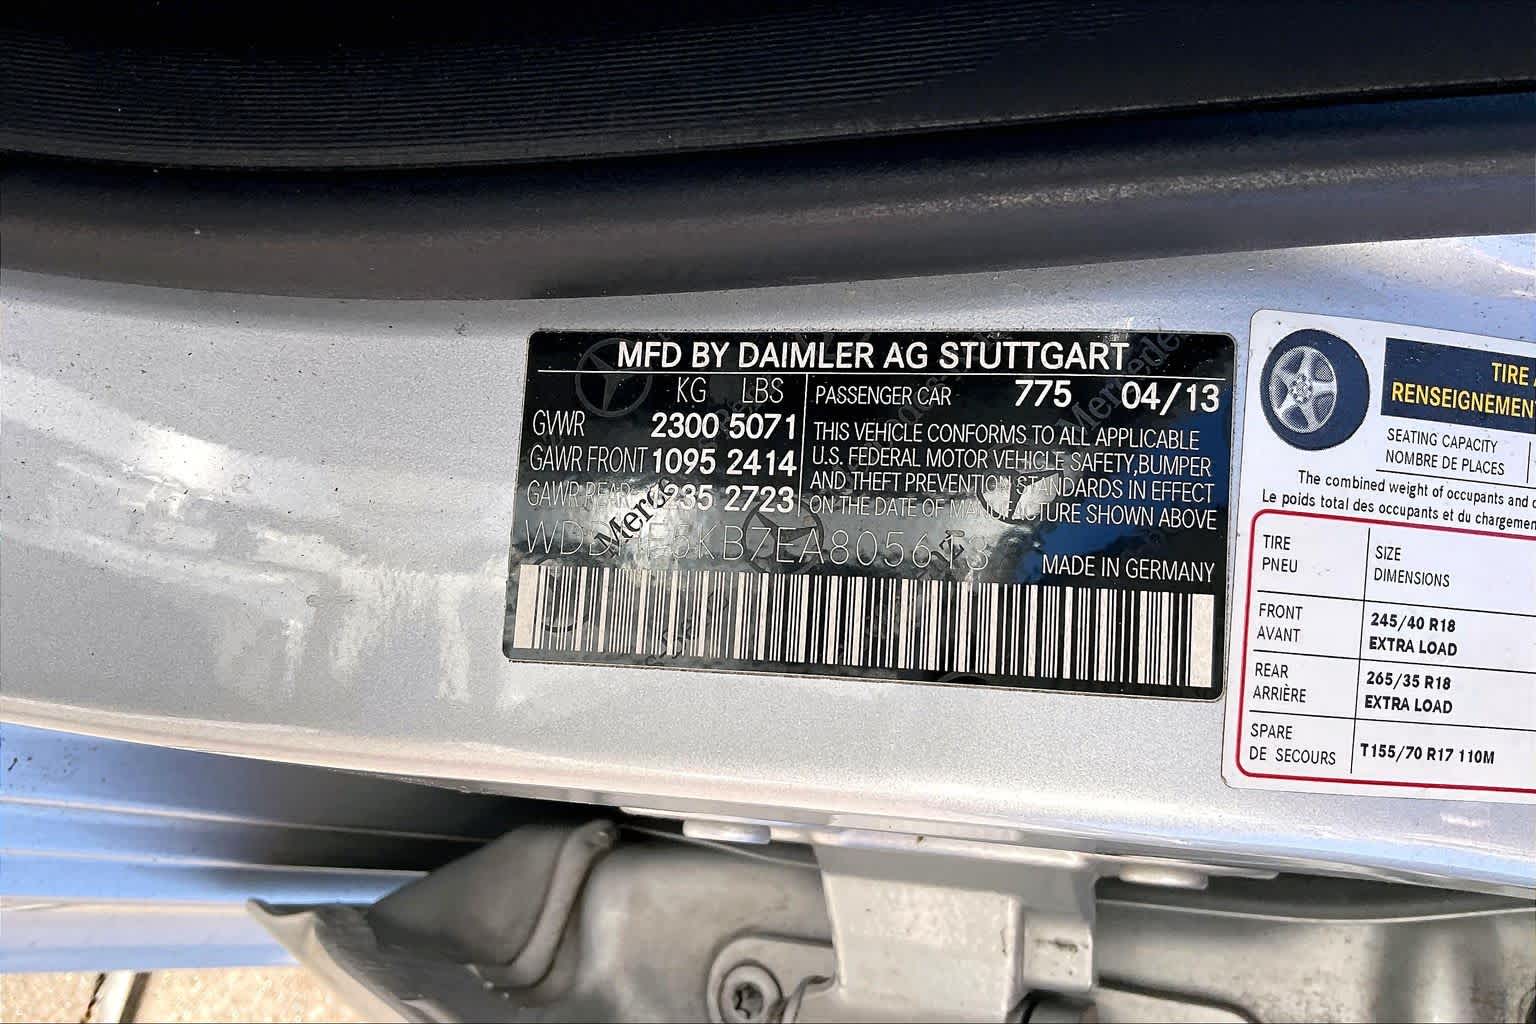 MFD BY DAIMLER AG STUTTGART
KG LBS
GVWR 2300 5071
GAWR FRONT 1095 2414
GAWR REAR 2723
PASSENGER CAR 775 04/13
THIS VEHICLE CONFORMS TO ALL APPLICABLE
U.S. FEDERAL MOTOR VEHICLE SAFETY,BUMPER
AND THEFT PREVENTION STANDARDS IN EFFECT
ON THE DATE OF MANUFACTURE SHOWN ABOVE
MADE IN GERMANY
TIRE
RENSEIGNEMEN
SEATING CAPACITY
NOMBRE DE PLACES
The combined weight of occupants and
Le poids total des occupants et du chargemen
TIRE
PNEU
SIZE
DIMENSIONS
FRONT
AVANT
245/40 R18
EXTRA LOAD
REAR
ARRIÈRE
265/35 R18
EXTRA LOAD
SPARE
DE SECOURS
T155/70 R17 110M